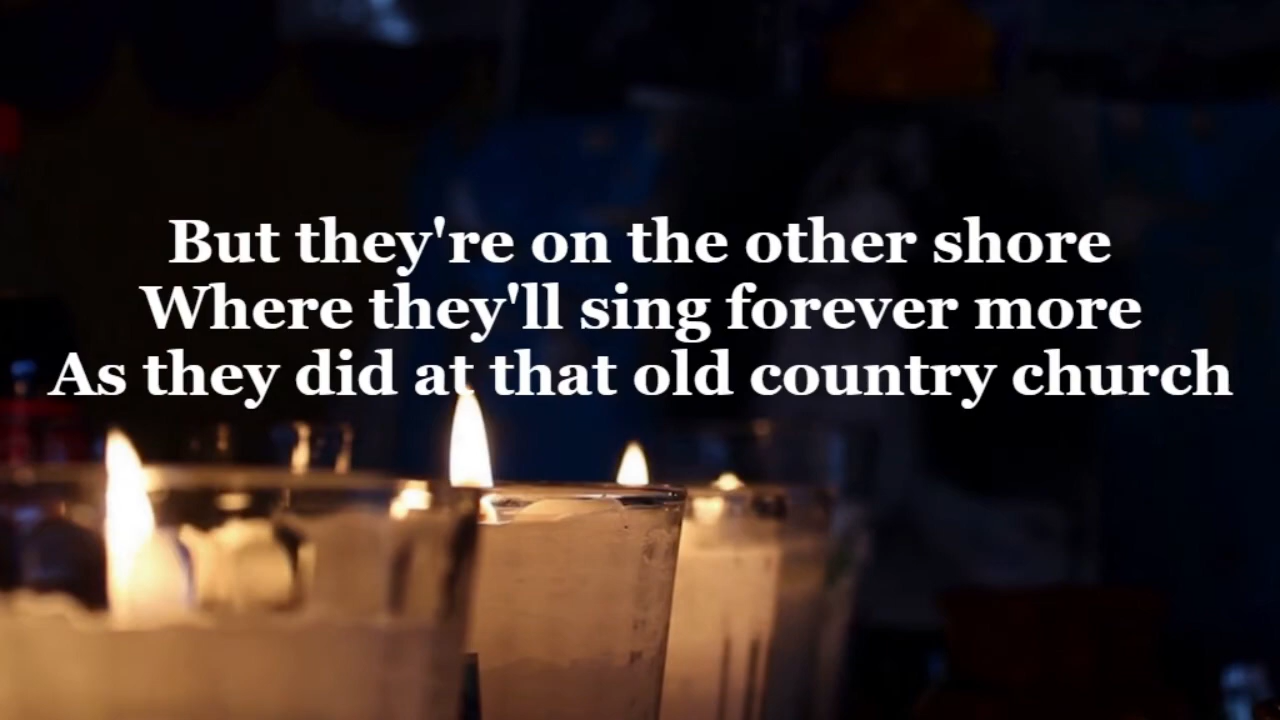 But they're on the other shore
Where they'll sing forever more
As they did at that old country church